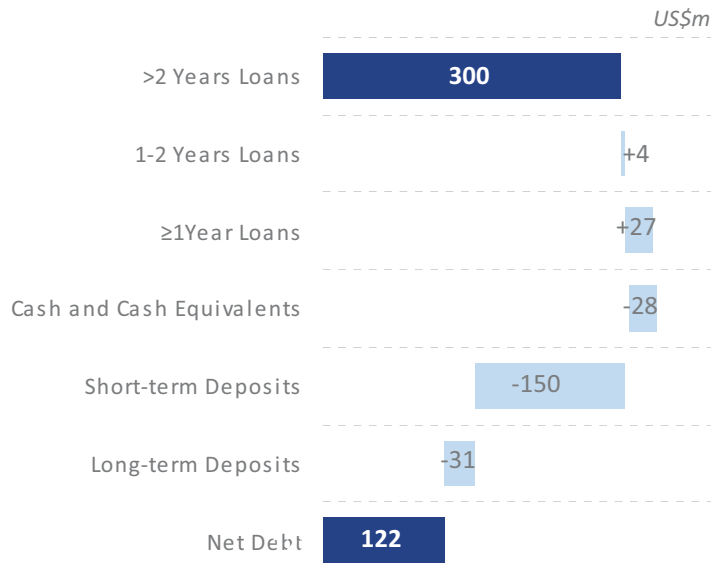 US$m
>2 Years Loans
300
1-2 Years Loans
+4
≥1Year Loans
+27
Cash and Cash Equivalents
-28
Short-term Deposits
-150
Long-term Deposits
-31
Net Debt
122